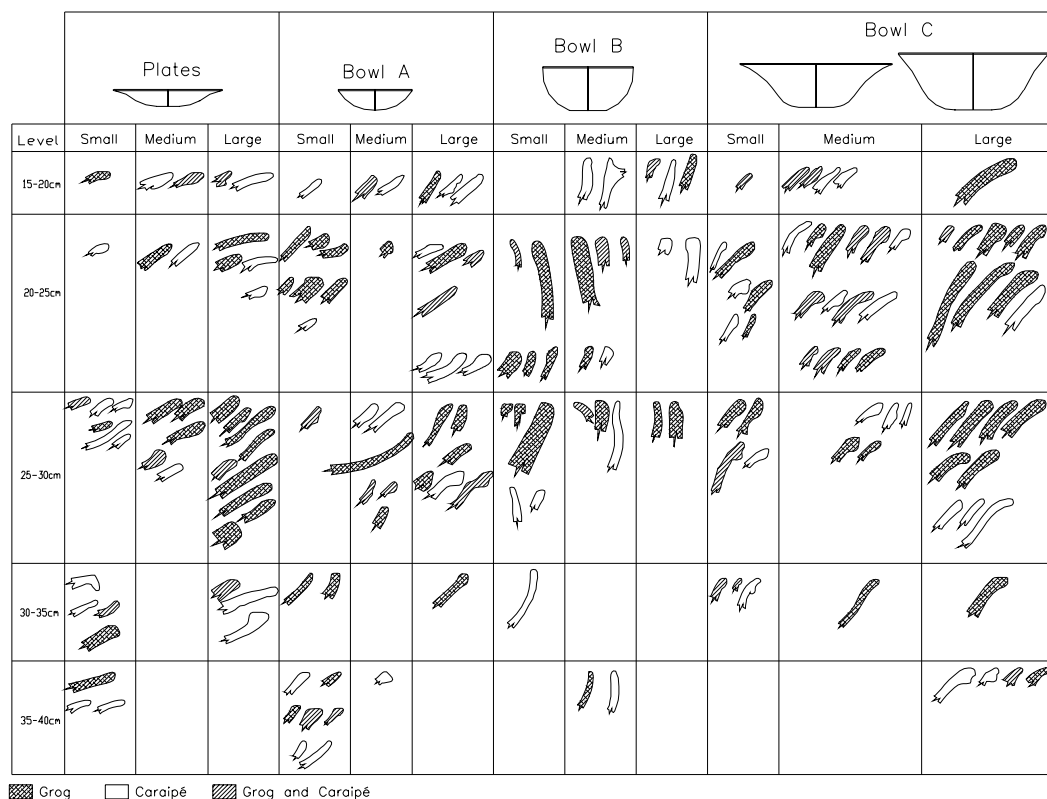 Plates
Bowl A
Bowl B
Bowl C
Level Small Medium Large Small Medium Large Small Medium Large Small Medium Large
15-20cm
20-25cm
25-30cm
30-35cm
35-40cm
Grog Caraipé Grog and Caraipé